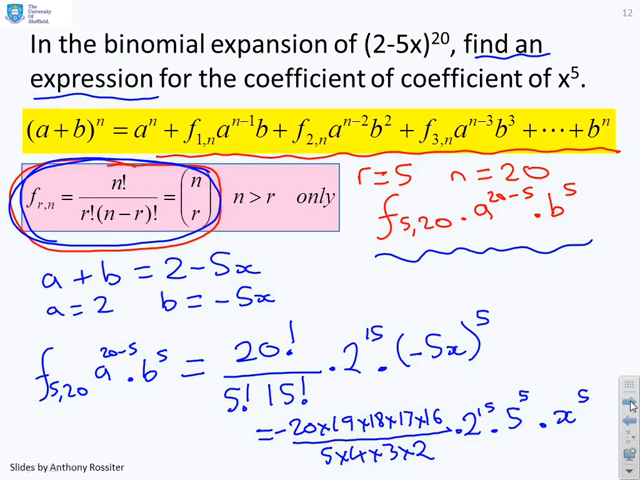 The University Of Sheffield.
12
In the binomial expansion of (2-5x)^20, find an
expression for the coefficient of coefficient of x^5.
(a + b)^n = a^n + f_{1,n}a^{n−1}b + f_{2,n}a^{n−2}b^2 + f_{3,n}a^{n−3}b^3 + ⋯ + b^n
f_{r,n} = n!/(r!(n − r)!) = (n r) n > r only
r=5 n=20
f_{5,20} · a^{20-5} · b^5
a + b = 2 - 5x
a = 2 b = -5x
f_{5,20} a^{20-5} · b^5 = 20!/(5! 15!) · 2^15 · (-5x)^5
= -20×19×18×17×16/(5×4×3×2) · 2^15 · 5^5 · x^5
Slides by Anthony Rossiter